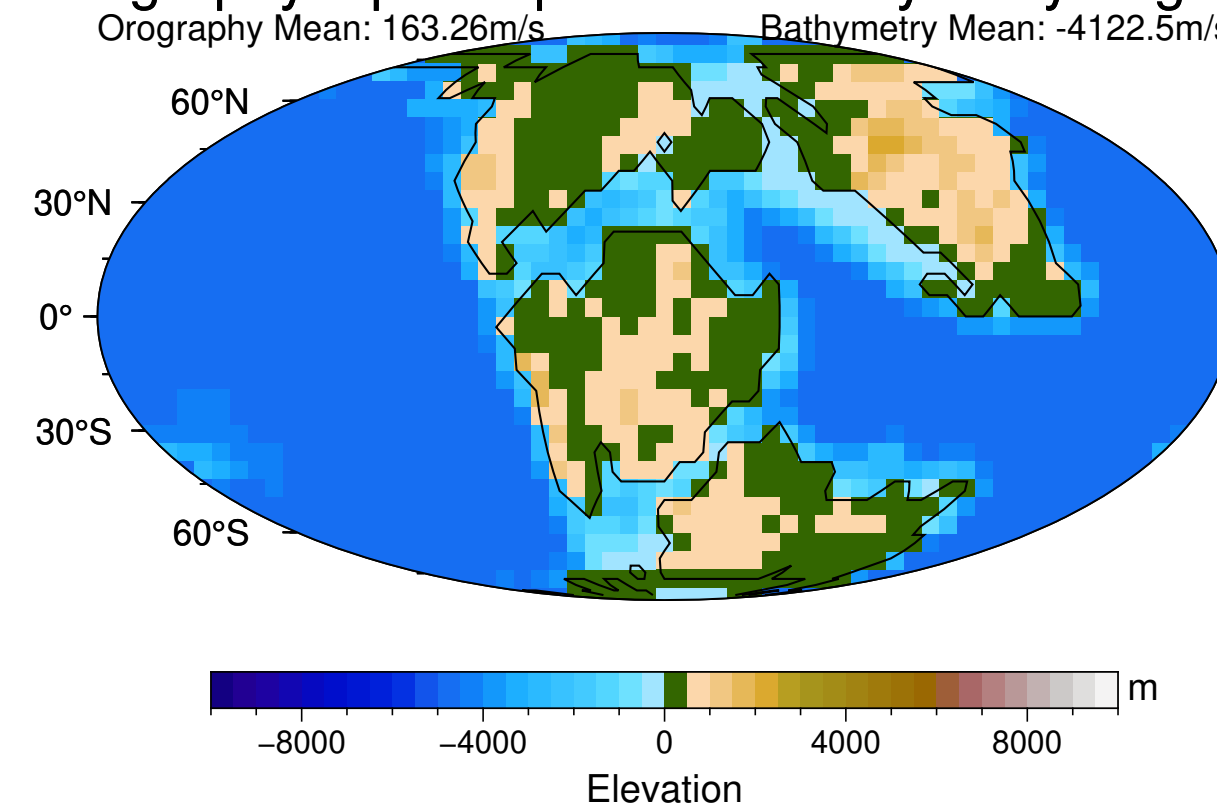 Orography Mean: 163.26m/s Bathymetry Mean: -4122.5m/s
60°N
30°N
0°
30°S
60°S
m
−8000 −4000 0 4000 8000
Elevation